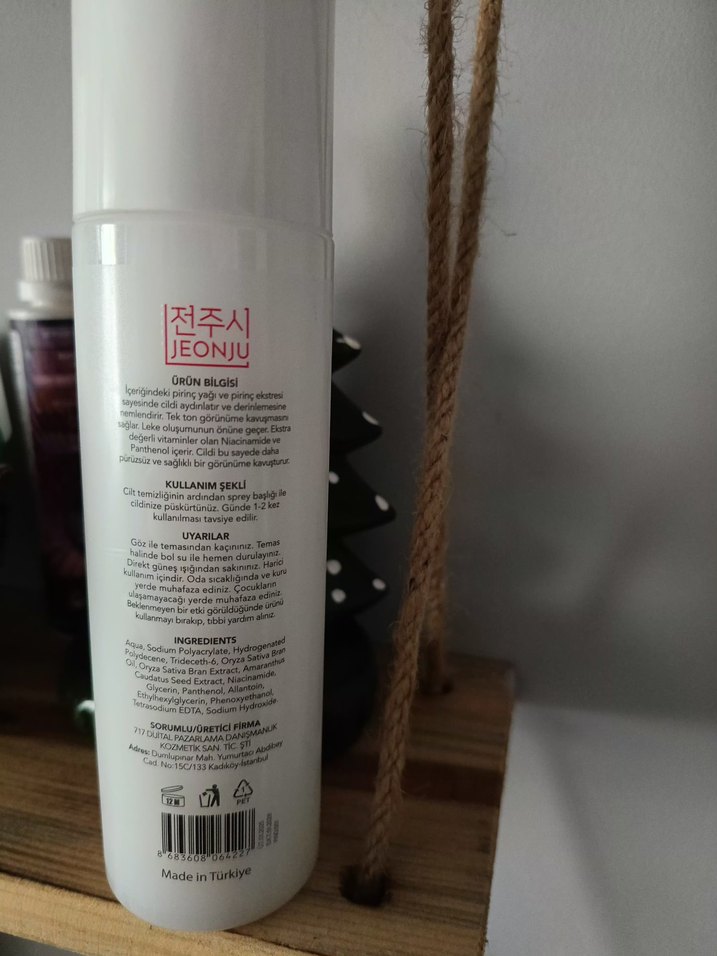 전주시
JEONJU
ÜRÜN BİLGİSİ
İçeriğindeki pirinç yağı ve pirinç ekstresi
sayesinde cildi aydınlatır ve derinlemesine
nemlendirir. Tek ton görünüme kavuşmasını
sağlar. Leke oluşumunun önüne geçer. Ekstra
değerli vitaminler olan Niacinamide ve
Panthenol içerir. Cildi bu sayede daha
pürüzsüz ve sağlıklı bir görünüme kavuşturur.
KULLANIM ŞEKLİ
Cilt temizliğinin ardından sprey başlığı ile
cildinize püskürtünüz. Günde 1-2 kez
kullanılması tavsiye edilir.
UYARILAR
Göz ile temasından kaçınınız. Temas
halinde bol su ile hemen durulayınız.
Direkt güneş ışığından sakınınız. Harici
kullanım içindir. Oda sıcaklığında ve kuru
yerde muhafaza ediniz. Çocukların
ulaşamayacağı yerde muhafaza ediniz.
Beklenmeyen bir etki görüldüğünde ürünü
kullanmayı bırakıp, tıbbi yardım alınız.
INGREDIENTS
Aqua, Sodium Polyacrylate, Hydrogenated
Polydecene, Trideceth-6, Oryza Sativa Bran
Oil, Oryza Sativa Bran Extract, Amaranthus
Caudatus Seed Extract, Niacinamide,
Glycerin, Panthenol, Allantoin,
Ethylhexylglycerin, Phenoxyethanol,
Tetrasodium EDTA, Sodium Hydroxide.
SORUMLU/ÜRETİCİ FİRMA
717 DİJİTAL PAZARLAMA DANIŞMANLIK
KOZMETİK SAN. TİC. ŞTİ
Adres: Dumlupınar Mah. Yumurtacı Abdibey
Cad. No:15C/133 Kadıköy-İstanbul
12 M
1
PET
8 683608 064227
Made in Türkiye